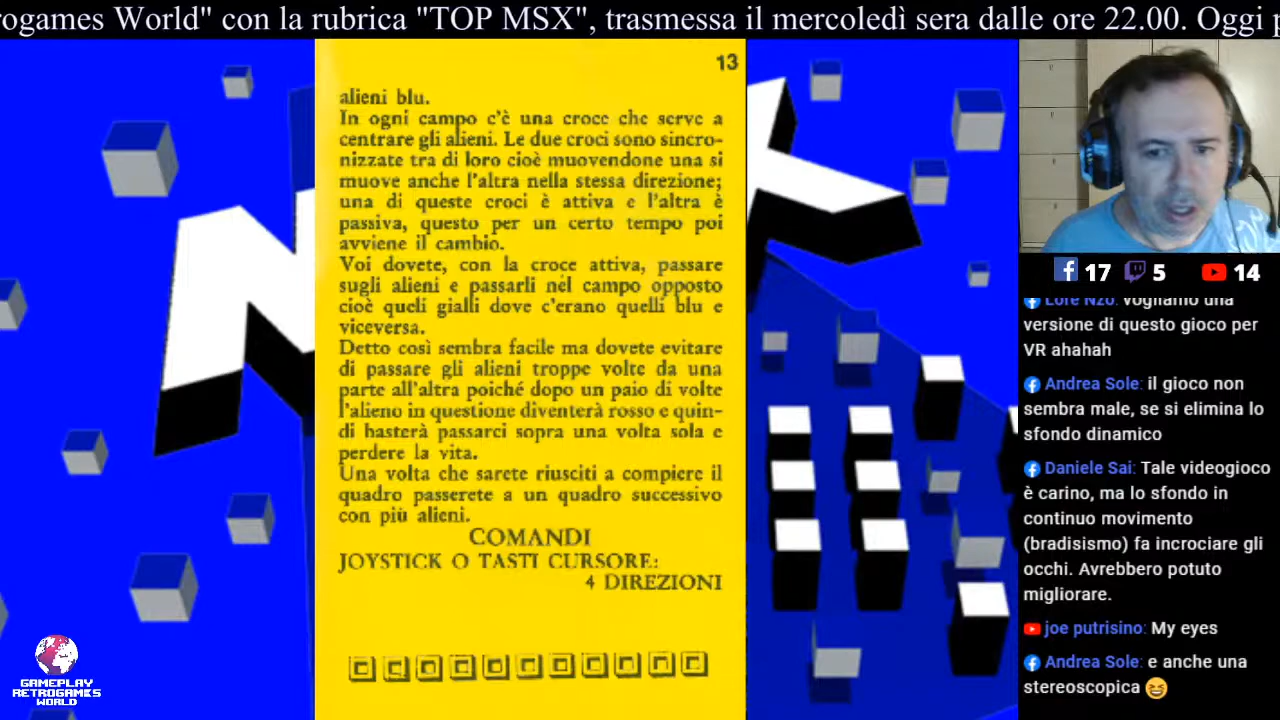 rogames World" con la rubrica "TOP MSX", trasmessa il mercoledì sera dalle ore 22.00. Oggi p
13
alieni blu.
In ogni campo c'è una croce che serve a
centrare gli alieni. Le due croci sono sincro-
nizzate tra di loro cioè muovendone una si
muove anche l'altra nella stessa direzione;
una di queste croci è attiva e l'altra è
passiva, questo per un certo tempo poi
avviene il cambio.
Voi dovete, con la croce attiva, passare
sugli alieni e passarli nel campo opposto
cioè queli gialli dove c'erano quelli blu e
viceversa.
Detto così sembra facile ma dovete evitare
di passare gli alieni troppe volte da una
parte all'altra poiché dopo un paio di volte
l'alieno in questione diventerà rosso e quin-
di basterà passarci sopra una volta sola e
perdere la vita.
Una volta che sarete riusciti a compiere il
quadro passerete a un quadro successivo
con più alieni.
COMANDI
JOYSTICK O TASTI CURSORE:
4 DIREZIONI
17 5 14
Lore Nzo: vogliamo una
versione di questo gioco per
VR ahahah
Andrea Sole: il gioco non
sembra male, se si elimina lo
sfondo dinamico
Daniele Sai: Tale videogioco
è carino, ma lo sfondo in
continuo movimento
(bradisismo) fa incrociare gli
occhi. Avrebbero potuto
migliorare.
joe putrisino: My eyes
Andrea Sole: e anche una
stereoscopica 😆
GAMEPLAY
RETROGAMES
WORLD